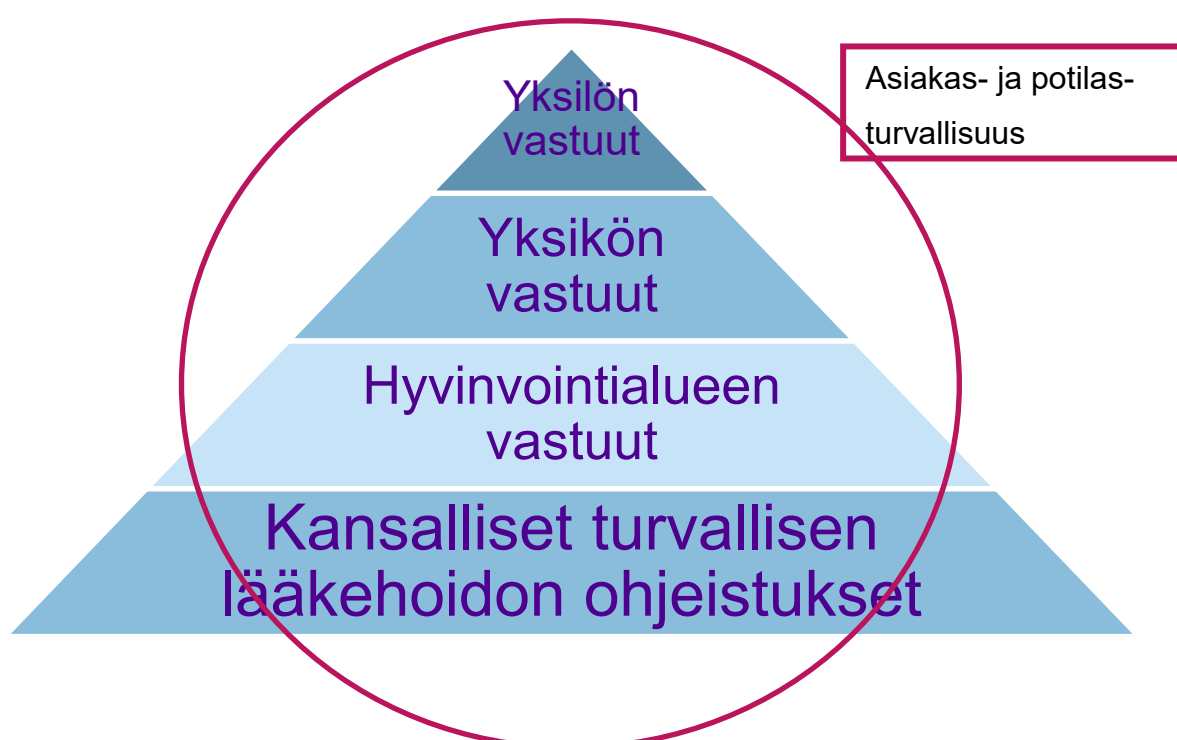 Yksilön
vastuut
Asiakas- ja potilas-
turvallisuus
Yksikön
vastuut
Hyvinvointialueen
vastuut
Kansalliset turvallisen
lääkehoidon ohjeistukset